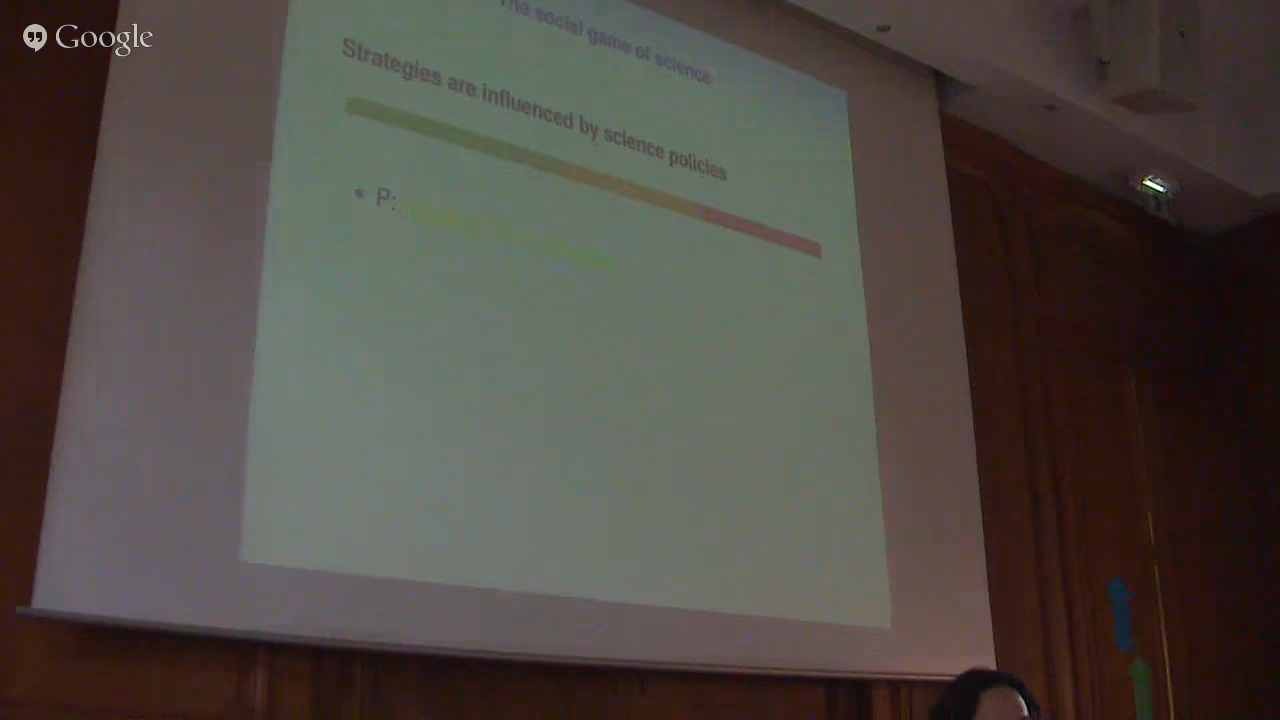 Google
The social game of science
Strategies are influenced by science policies
• P: